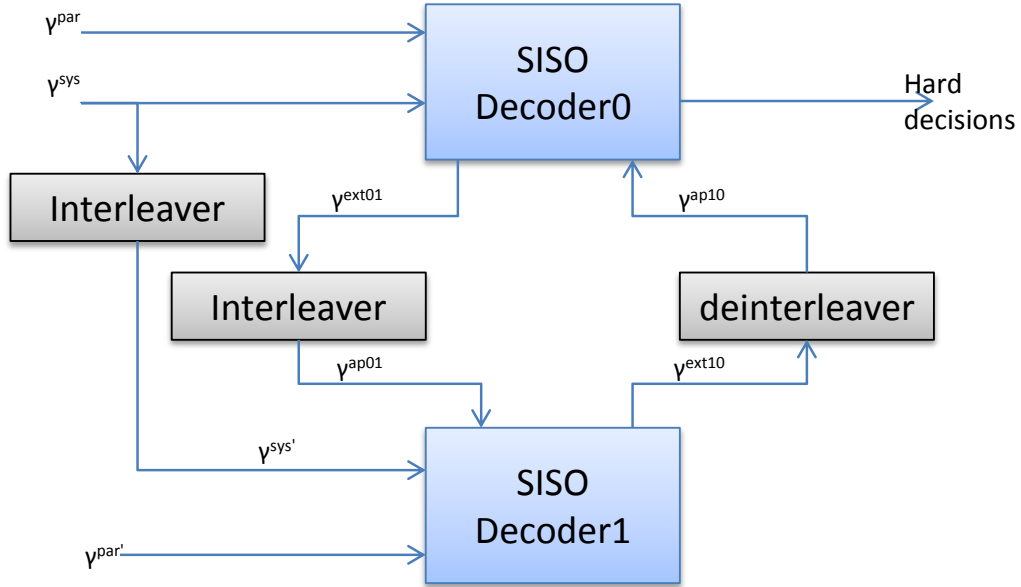 γpar
SISO
Decoder0
γsys
Hard
decisions
Interleaver
γext01
γap10
Interleaver
deinterleaver
γap01
γext10
γsys'
SISO
Decoder1
γpar'